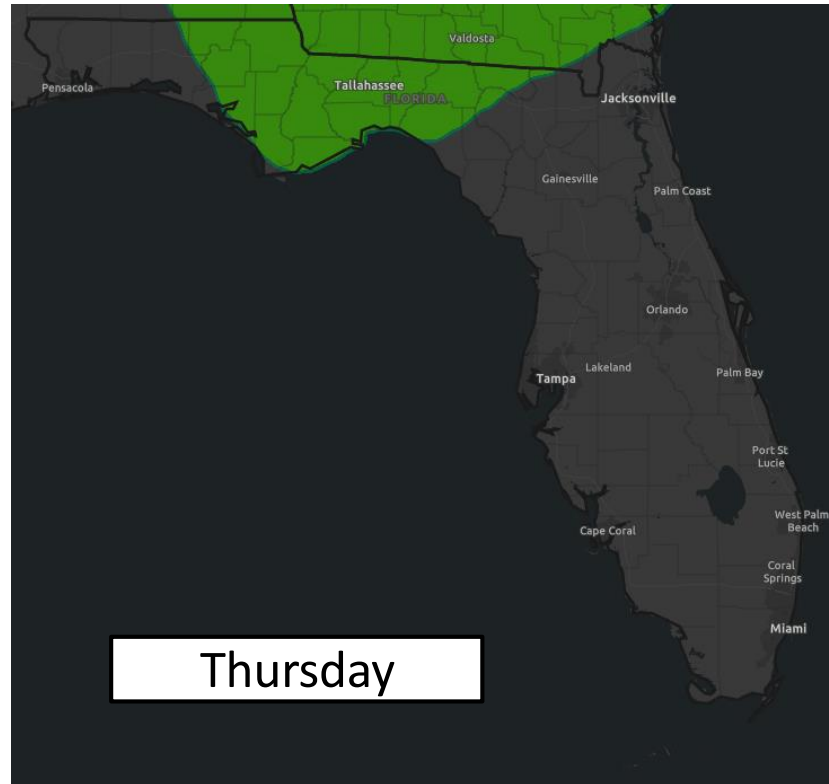 Valdosta
Pensacola
Tallahassee
FLORIDA
Jacksonville
Gainesville
Palm Coast
Orlando
Lakeland
Tampa
Palm Bay
Port St
Lucie
West Palm
Beach
Cape Coral
Coral
Springs
Miami
Thursday